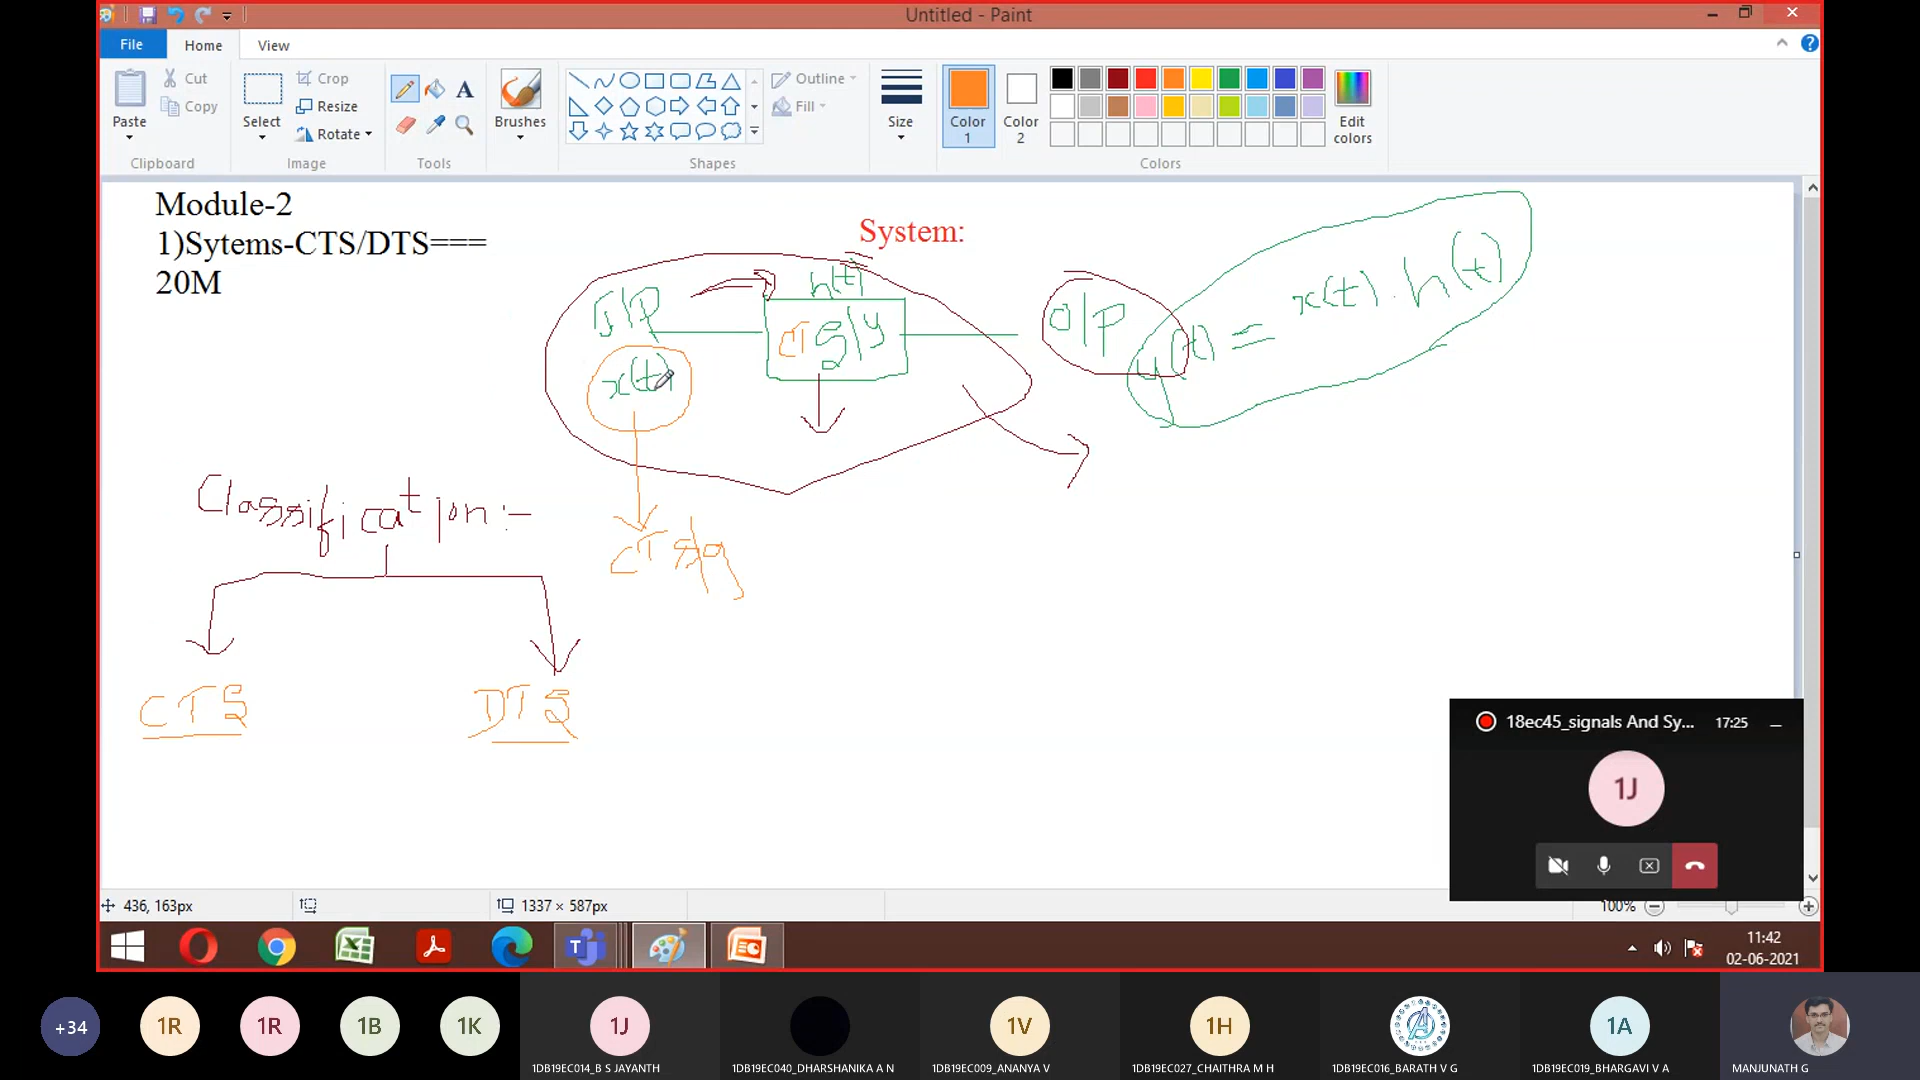 Untitled - Paint
File Home View
Paste Cut Copy Clipboard
Select Crop Resize Rotate Image
Tools
Brushes
Shapes Outline Fill
Size
Color 1 Color 2 Edit colors Colors
Module-2
1)Sytems-CTS/DTS===
20M
System:
I/P h(t) O/P
CT S/y
x(t)
y(t) = x(t) . h(t)
Classification :-
CT sig
CTS DTS
18ec45_signals And Sy... 17:25
1J
436, 163px 1337 × 587px 100%
11:42
02-06-2021
+34 1R 1R 1B 1K 1J 1V 1H 1A
1DB19EC014_B S JAYANTH 1DB19EC040_DHARSHANIKA A N 1DB19EC009_ANANYA V 1DB19EC027_CHAITHRA M H 1DB19EC016_BARATH V G 1DB19EC019_BHARGAVI V A MANJUNATH G